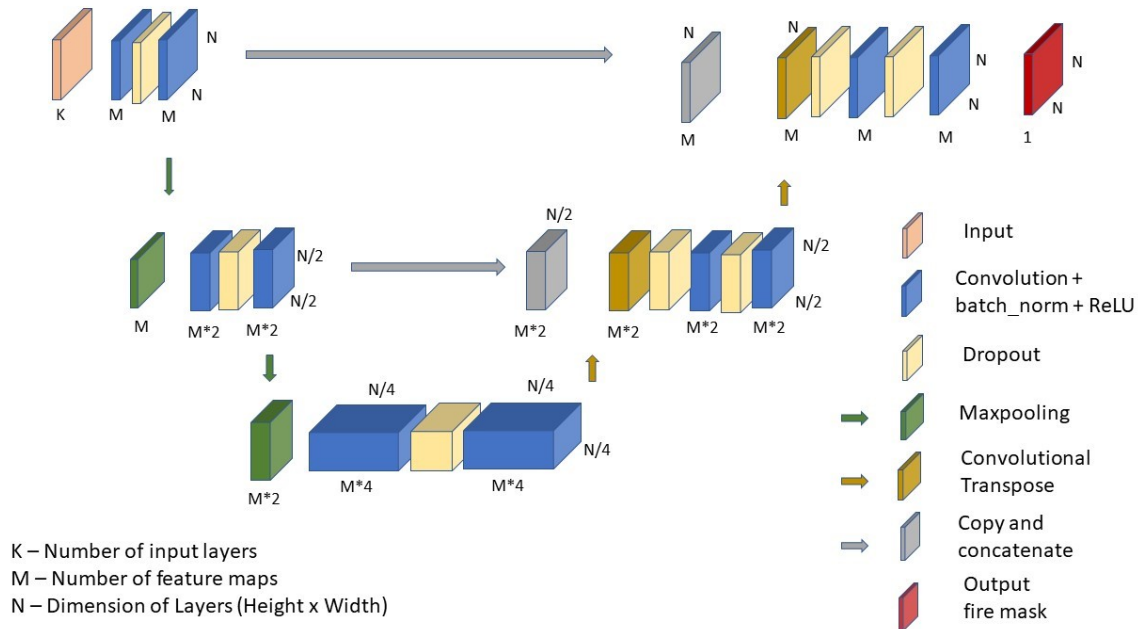 N
N
K
M
M
N
M
N
M
M
M
N
N
N
N
1
N/2
N/2
M
M*2
M*2
N/2
M*2
N/2
N/2
M*2
M*2
M*2
N/4
N/4
N/4
M*2
M*4
M*4
Input
Convolution +
batch_norm + ReLU
Dropout
Maxpooling
Convolutional
Transpose
Copy and
concatenate
Output
fire mask
K – Number of input layers
M – Number of feature maps
N – Dimension of Layers (Height x Width)